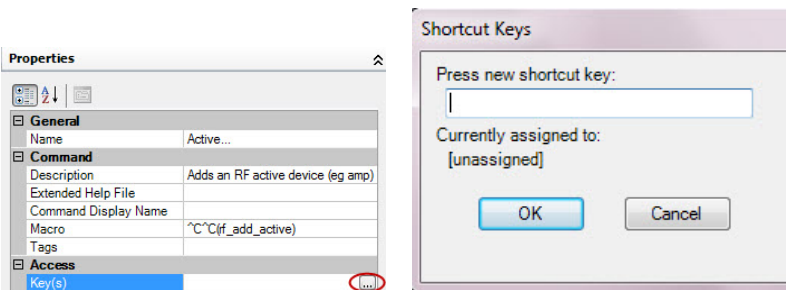 Properties
General
Name Active...
Command
Description Adds an RF active device (eg amp)
Extended Help File
Command Display Name
Macro ^C^C(rf_add_active)
Tags
Access
Key(s) ...
Shortcut Keys
Press new shortcut key:
Currently assigned to:
[unassigned]
OK Cancel